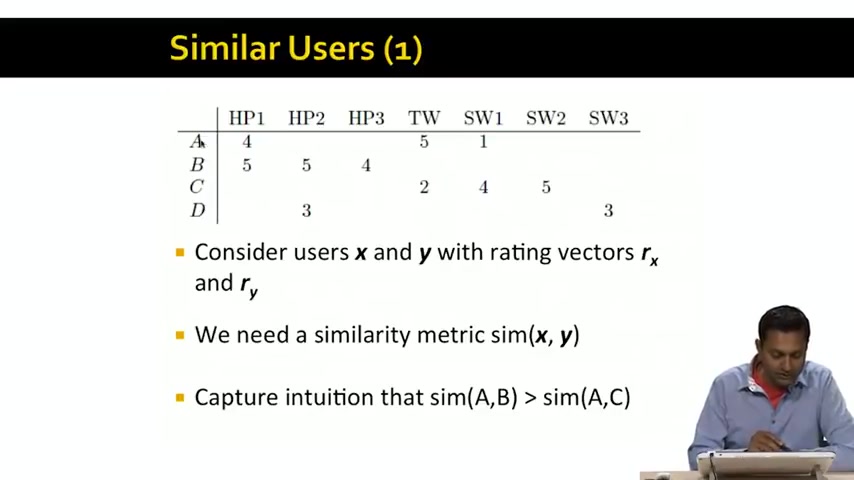 Similar Users (1)
HP1 HP2 HP3 TW SW1 SW2 SW3
A 4 5 1
B 5 5 4
C 2 4 5
D 3 3
Consider users x and y with rating vectors rx
and ry
We need a similarity metric sim(x, y)
Capture intuition that sim(A,B) > sim(A,C)